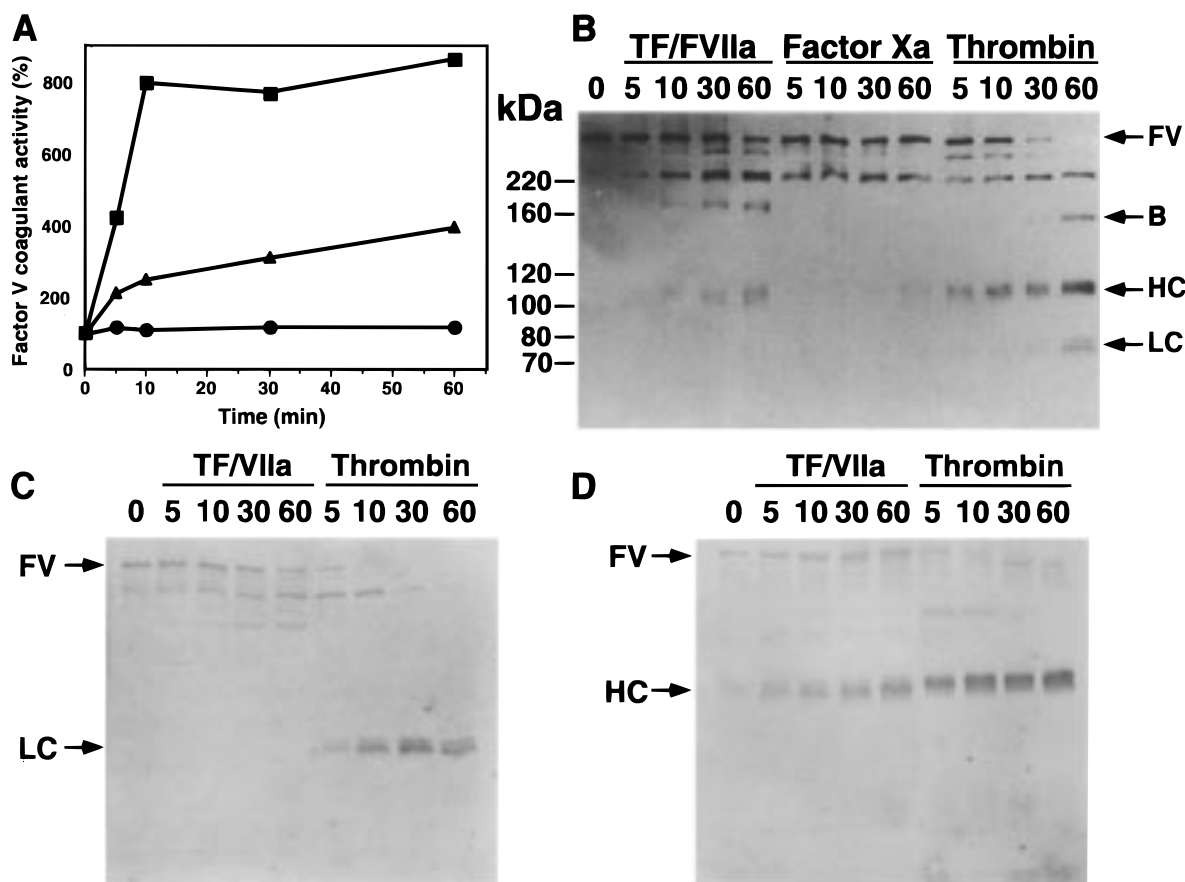 A
Factor V coagulant activity (%)
800
600
400
200
0
0 10 20 30 40 50 60
Time (min)
B
TF/FVIIa Factor Xa Thrombin
0 5 10 30 60 5 10 30 60 5 10 30 60
kDa
220
160
120
100
80
70
FV
B
HC
LC
C
TF/VIIa Thrombin
0 5 10 30 60 5 10 30 60
FV
LC
D
TF/VIIa Thrombin
0 5 10 30 60 5 10 30 60
FV
HC